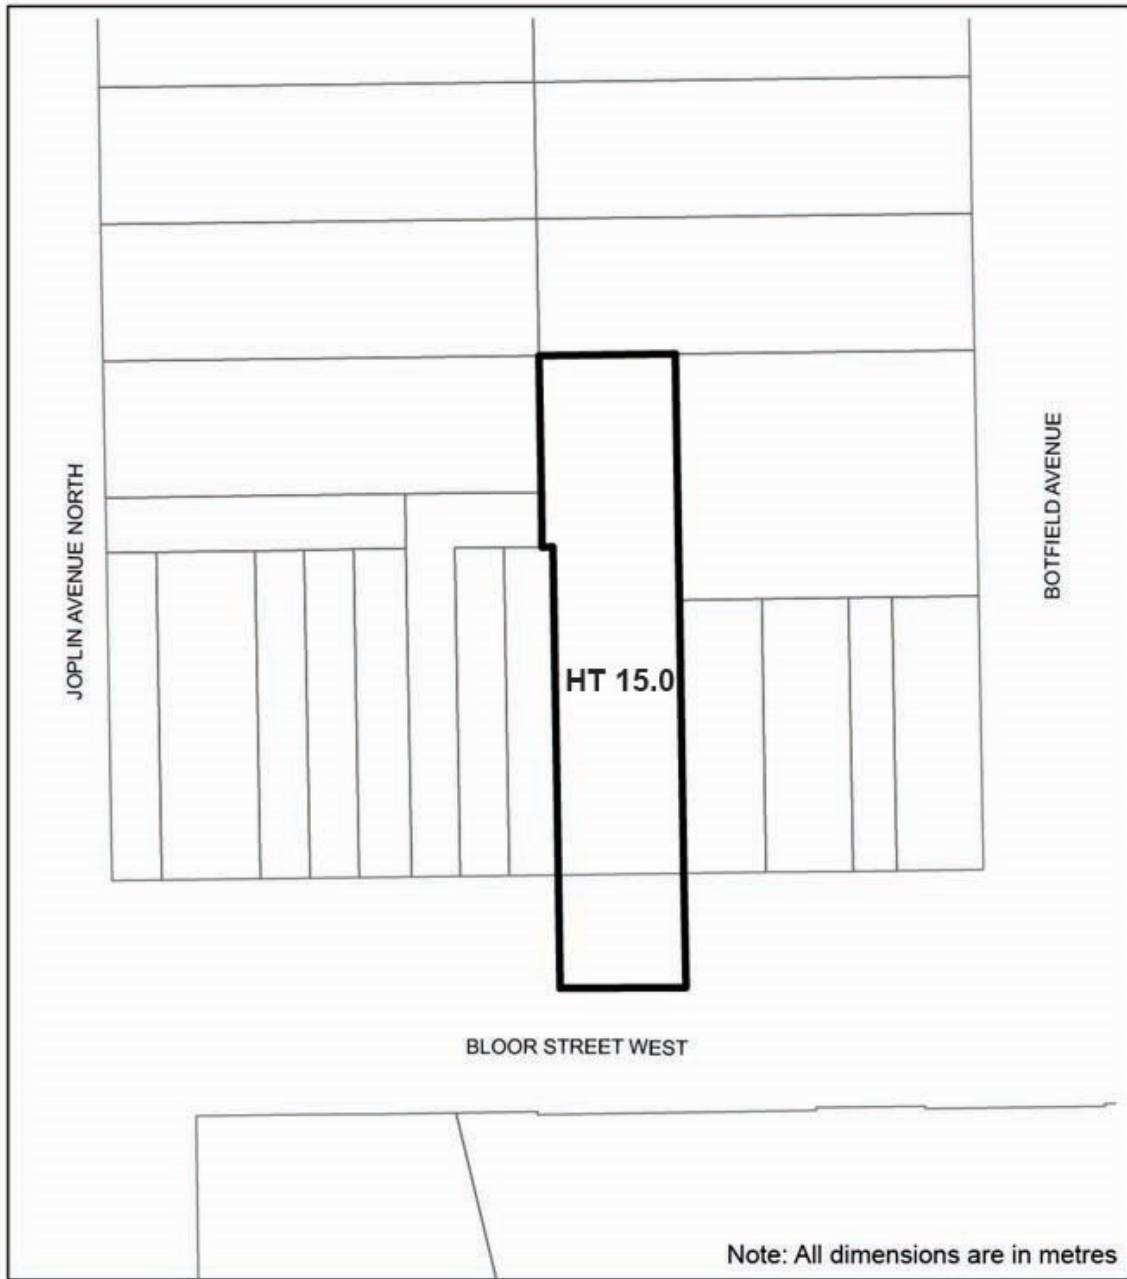 BOTFIELD AVENUE
JOPLIN AVENUE NORTH
HT 15.0
BLOOR STREET WEST
Note: All dimensions are in metres